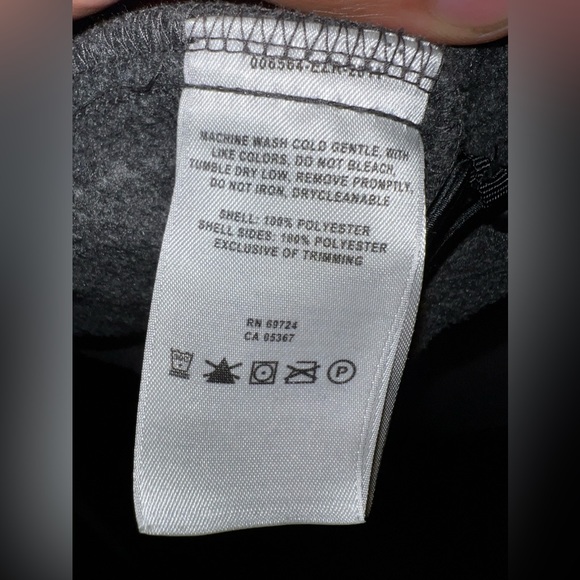 MACHINE WASH COLD GENTLE, WITH
LIKE COLORS, DO NOT BLEACH,
TUMBLE DRY LOW, REMOVE PROMPTLY,
DO NOT IRON, DRYCLEANABLE
SHELL: 100% POLYESTER
SHELL SIDES: 100% POLYESTER
EXCLUSIVE OF TRIMMING
RN 69724
CA 05367
P